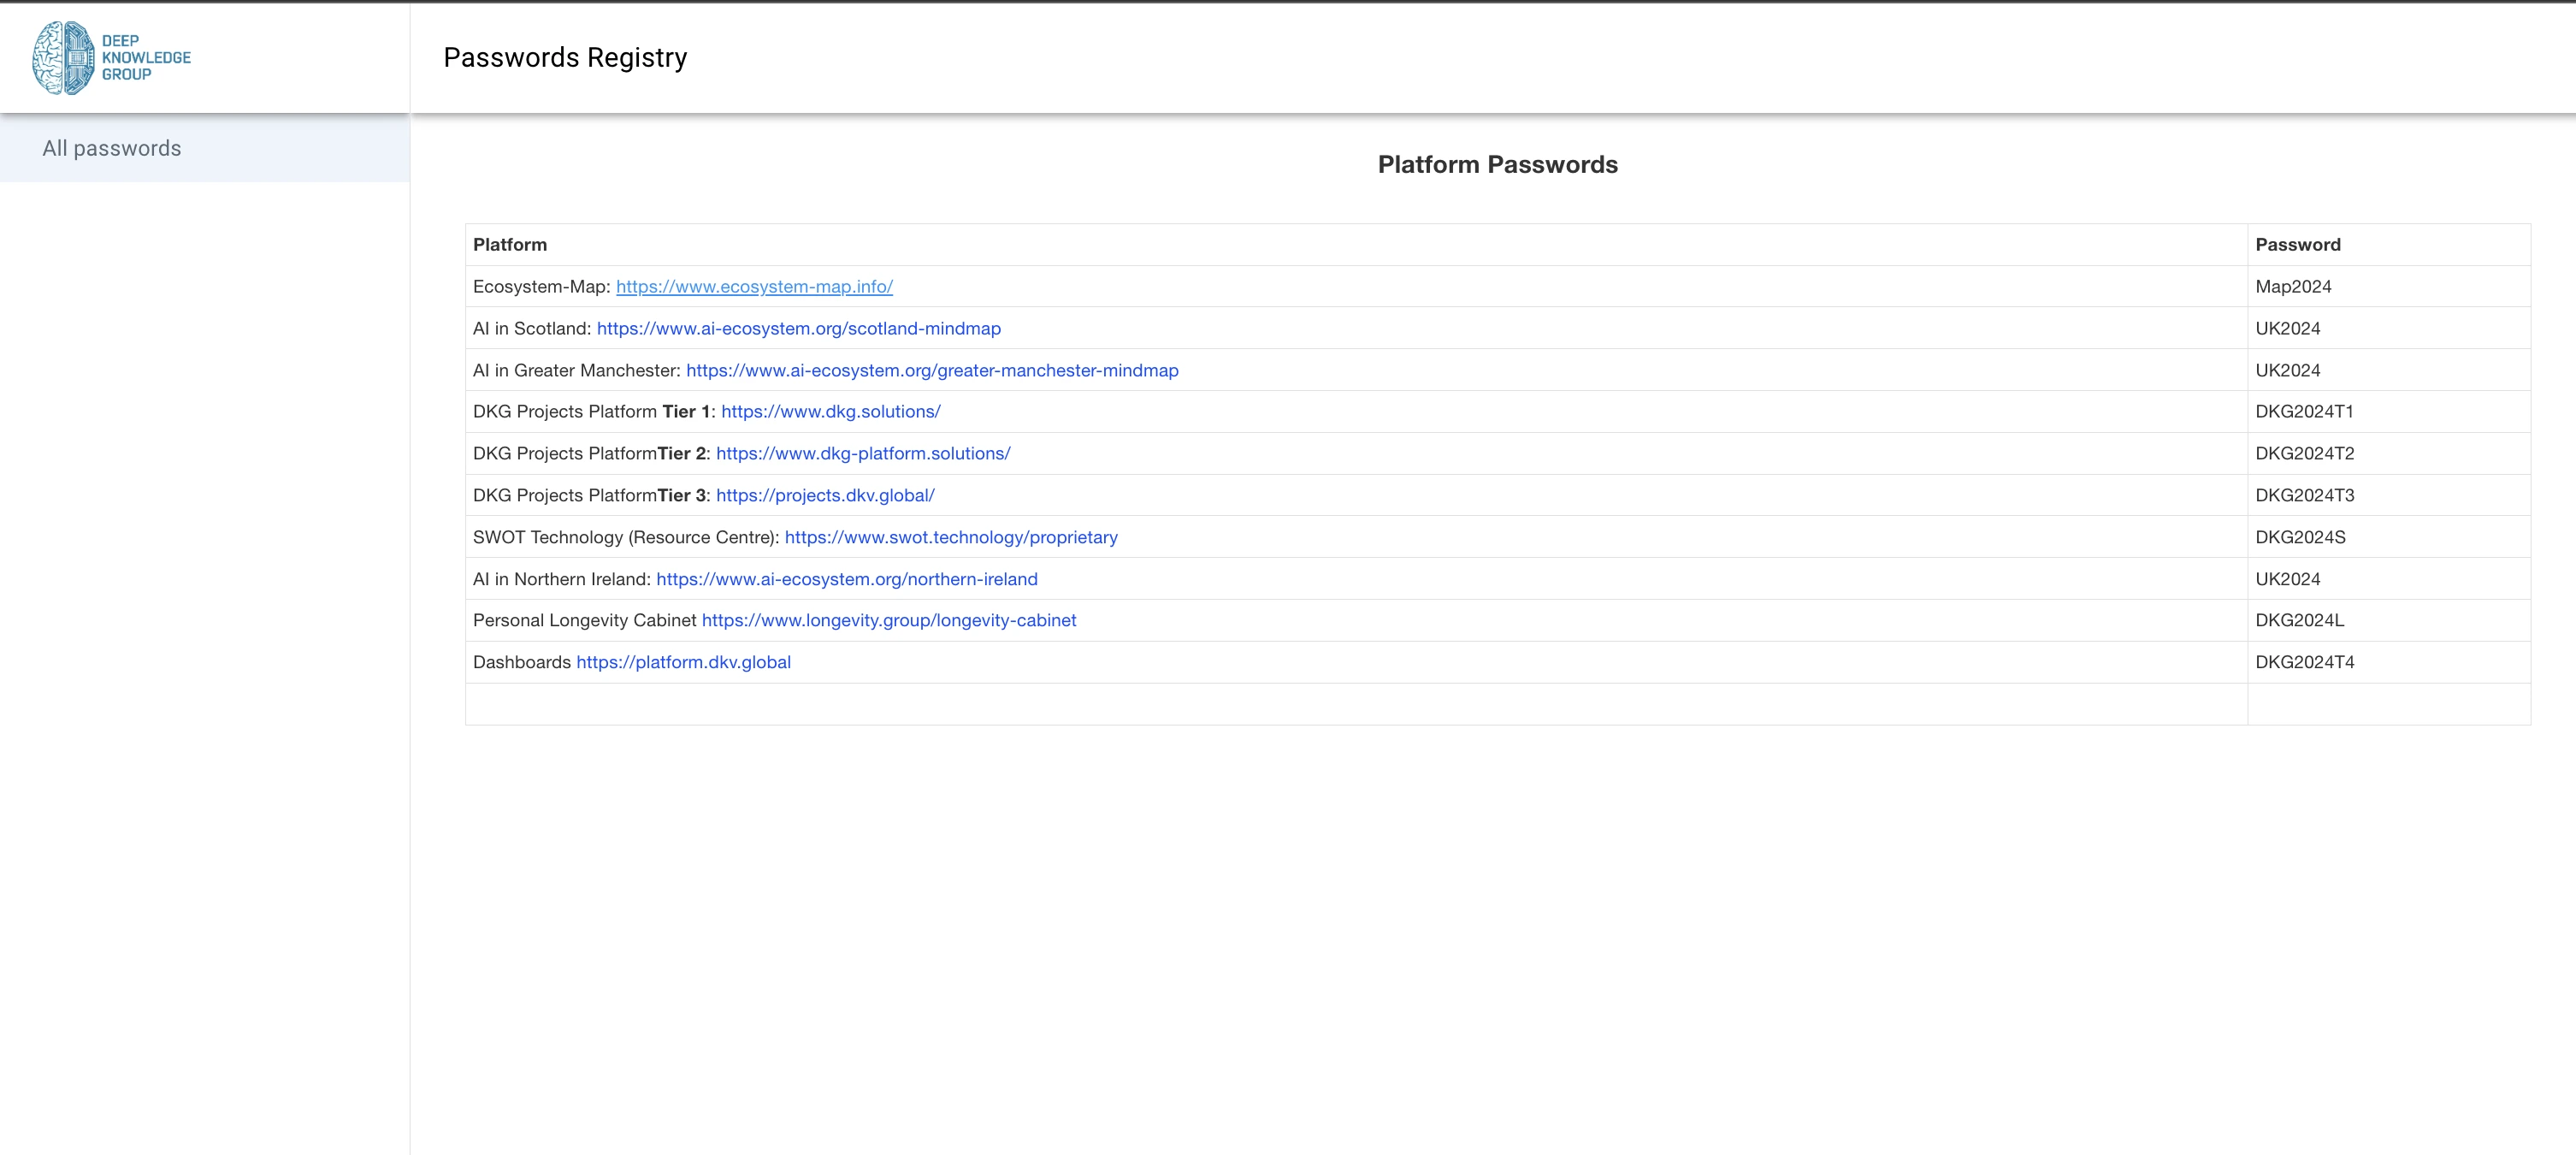 DEEP
KNOWLEDGE
GROUP
Passwords Registry
All passwords
Platform Passwords
Platform Password
Ecosystem-Map: https://www.ecosystem-map.info/ Map2024
AI in Scotland: https://www.ai-ecosystem.org/scotland-mindmap UK2024
AI in Greater Manchester: https://www.ai-ecosystem.org/greater-manchester-mindmap UK2024
DKG Projects Platform Tier 1: https://www.dkg.solutions/ DKG2024T1
DKG Projects PlatformTier 2: https://www.dkg-platform.solutions/ DKG2024T2
DKG Projects PlatformTier 3: https://projects.dkv.global/ DKG2024T3
SWOT Technology (Resource Centre): https://www.swot.technology/proprietary DKG2024S
AI in Northern Ireland: https://www.ai-ecosystem.org/northern-ireland UK2024
Personal Longevity Cabinet https://www.longevity.group/longevity-cabinet DKG2024L
Dashboards https://platform.dkv.global DKG2024T4